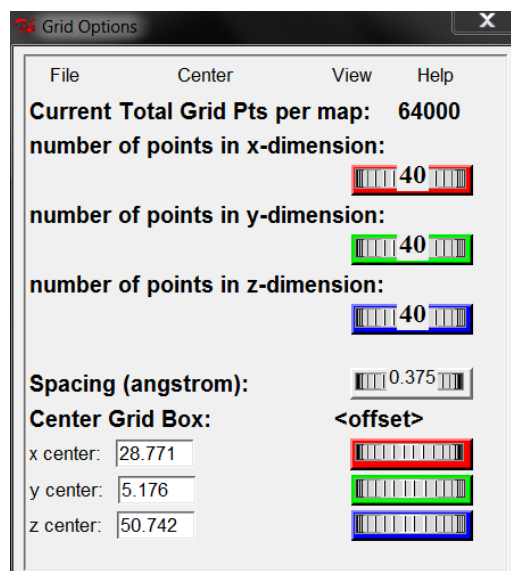 Grid Options X
File Center View Help
Current Total Grid Pts per map: 64000
number of points in x-dimension:
40
number of points in y-dimension:
40
number of points in z-dimension:
40
Spacing (angstrom): 0.375
Center Grid Box: <offset>
x center: 28.771
y center: 5.176
z center: 50.742